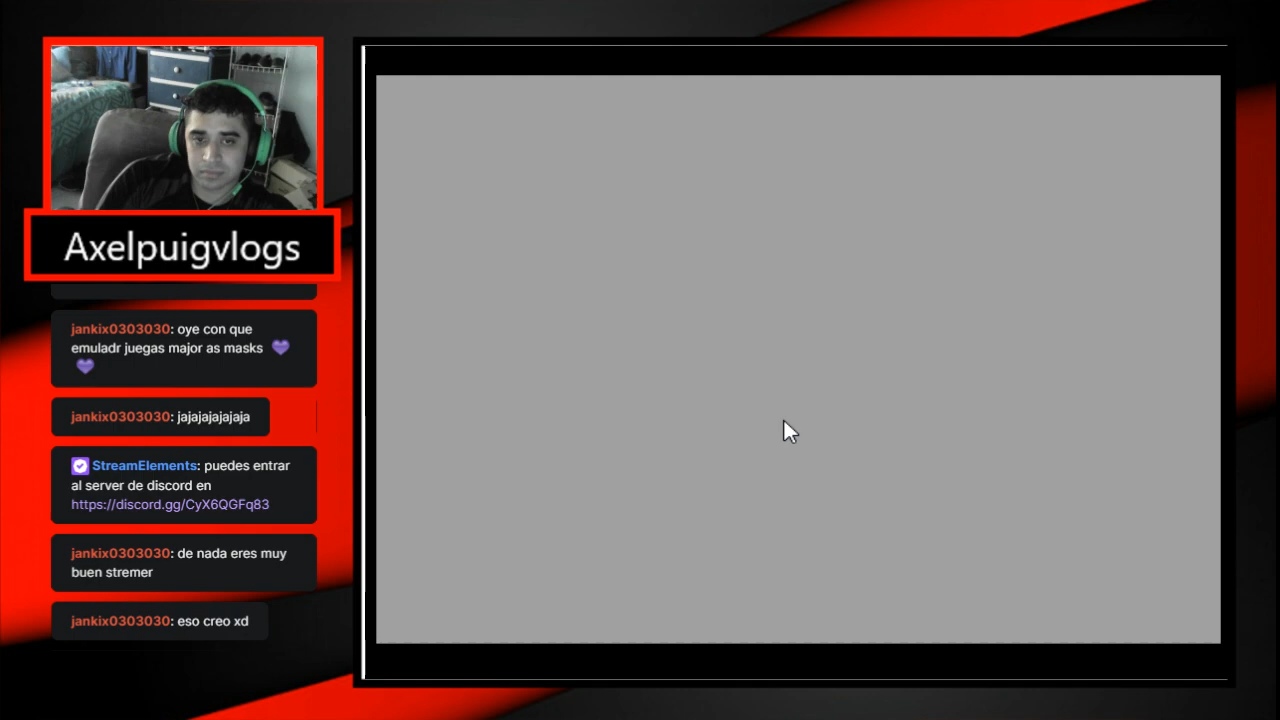 Axelpuigvlogs
jankix0303030: oye con que
emuladr juegas major as masks
jankix0303030: jajajajajajaja
StreamElements: puedes entrar
al server de discord en
https://discord.gg/CyX6QGFq83
jankix0303030: de nada eres muy
buen stremer
jankix0303030: eso creo xd